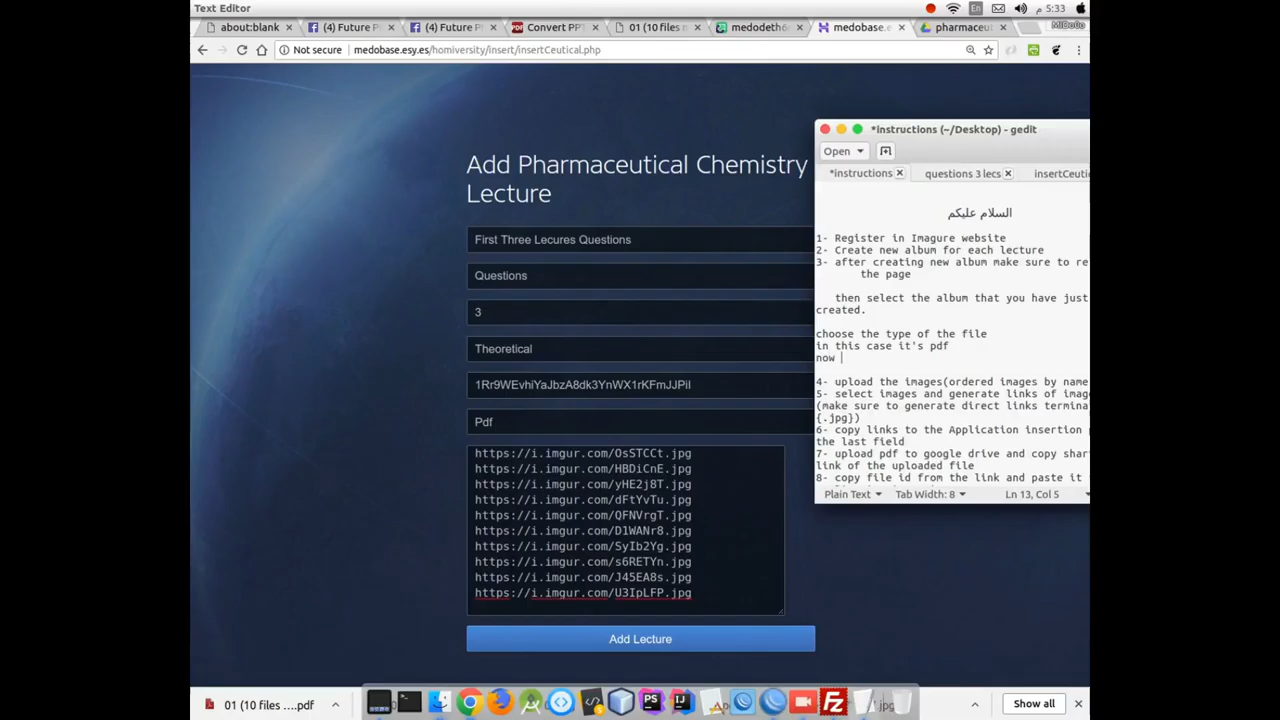 Text Editor
En
5:33 م
about:blank
(4) Future P
(4) Future P
Convert PPT
01 (10 files m
medodeth6
medobase.e
pharmaceut
MiDo0o
Not secure
medobase.esy.es/homiversity/insert/insertCeutical.php
Add Pharmaceutical Chemistry
Lecture
First Three Lecures Questions
Questions
3
Theoretical
1Rr9WEvhiYaJbzA8dk3YnWX1rKFmJJPiI
Pdf
https://i.imgur.com/OsSTCCt.jpg
https://i.imgur.com/HBDiCnE.jpg
https://i.imgur.com/yHE2j8T.jpg
https://i.imgur.com/dFtYvTu.jpg
https://i.imgur.com/QFNVrgT.jpg
https://i.imgur.com/D1WANr8.jpg
https://i.imgur.com/SyIb2Yg.jpg
https://i.imgur.com/s6RETYn.jpg
https://i.imgur.com/J45EA8s.jpg
https://i.imgur.com/U3IpLFP.jpg
Add Lecture
*instructions (~/Desktop) - gedit
Open
*instructions
questions 3 lecs
insertCeutic
السلام عليكم
1- Register in Imagure website
2- Create new album for each lecture
3- after creating new album make sure to re
the page
then select the album that you have just
created.
choose the type of the file
in this case it's pdf
now
4- upload the images(ordered images by name
5- select images and generate links of imag
(make sure to generate direct links termina
{.jpg})
6- copy links to the Application insertion p
the last field
7- upload pdf to google drive and copy shar
link of the uploaded file
8- copy file id from the link and paste it
Plain Text
Tab Width: 8
Ln 13, Col 5
01 (10 files ....pdf
PS
IJ
Fz
jpg
Show all